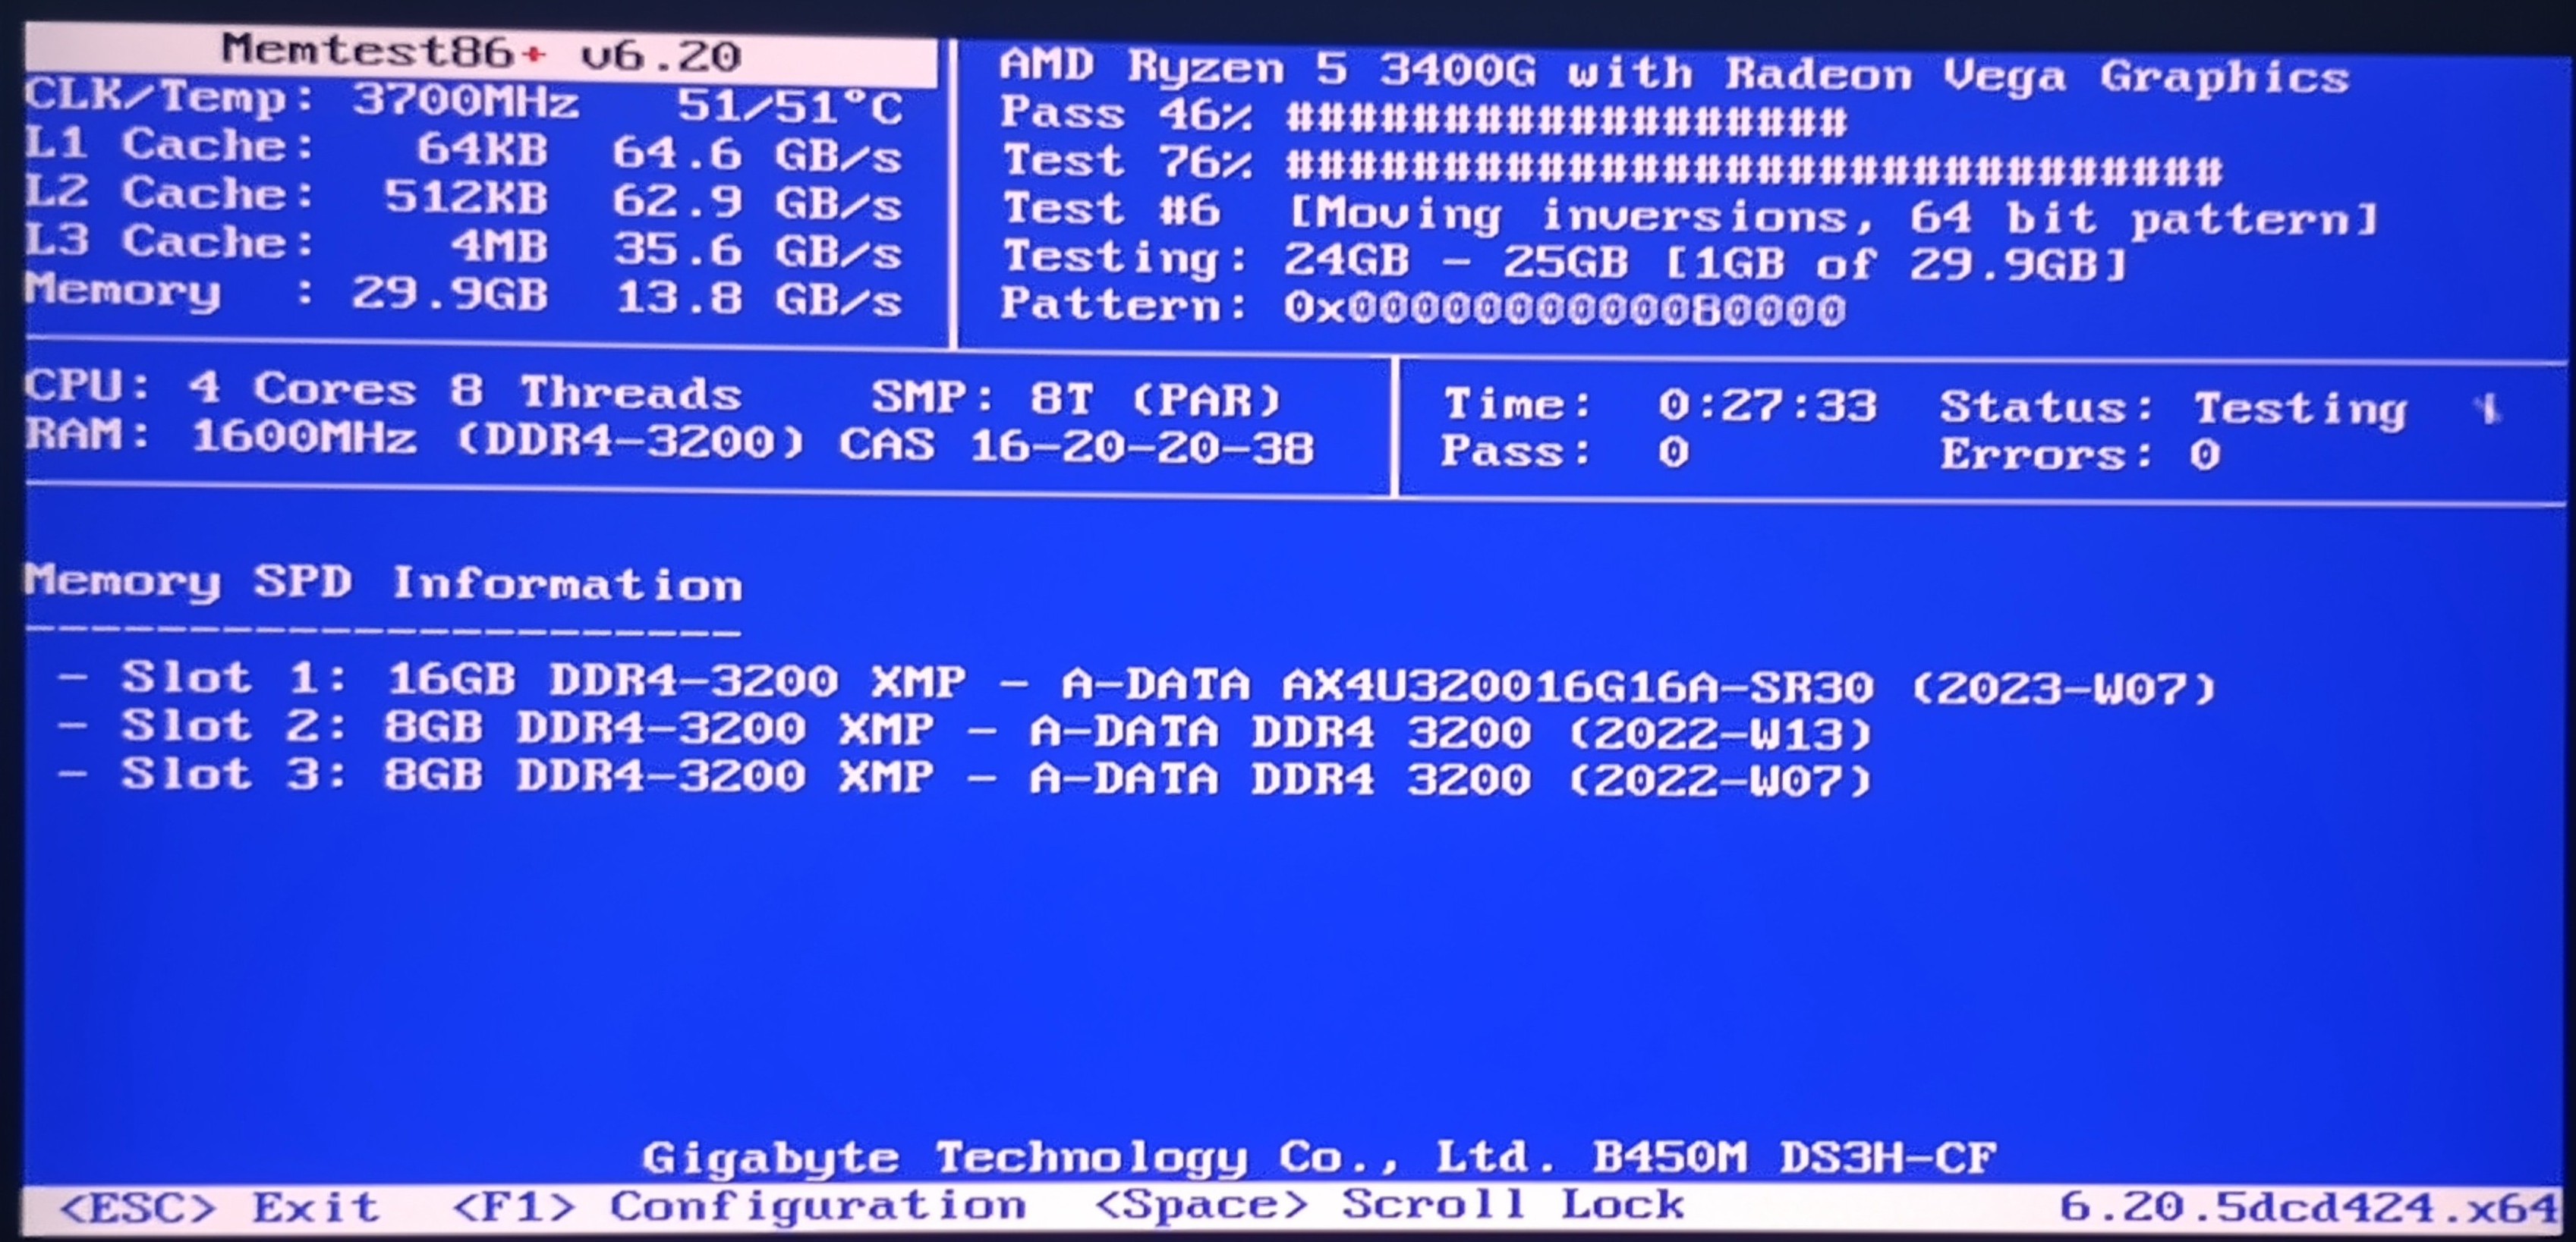 Memtest86+ v6.20
CLK/Temp: 3700MHz 51/51°C
L1 Cache: 64KB 64.6 GB/s
L2 Cache: 512KB 62.9 GB/s
L3 Cache: 4MB 35.6 GB/s
Memory : 29.9GB 13.8 GB/s
AMD Ryzen 5 3400G with Radeon Vega Graphics
Pass 46% ##################
Test 76% ##############################
Test #6 [Moving inversions, 64 bit pattern]
Testing: 24GB - 25GB [1GB of 29.9GB]
Pattern: 0x0000000000080000
CPU: 4 Cores 8 Threads SMP: 8T (PAR)
RAM: 1600MHz (DDR4-3200) CAS 16-20-20-38
Time: 0:27:33 Status: Testing
Pass: 0 Errors: 0
Memory SPD Information
----------------------
- Slot 1: 16GB DDR4-3200 XMP - A-DATA AX4U320016G16A-SR30 (2023-W07)
- Slot 2: 8GB DDR4-3200 XMP - A-DATA DDR4 3200 (2022-W13)
- Slot 3: 8GB DDR4-3200 XMP - A-DATA DDR4 3200 (2022-W07)
Gigabyte Technology Co., Ltd. B450M DS3H-CF
<ESC> Exit <F1> Configuration <Space> Scroll Lock 6.20.5dcd424.x64